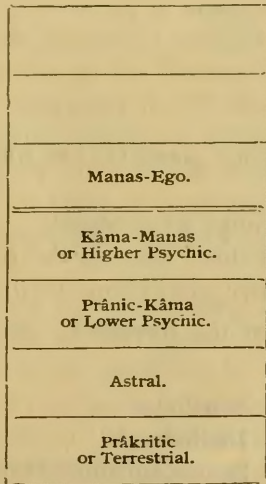 Manas-Ego.
Kâma-Manas
or Higher Psychic.
Prânic-Kâma
or Lower Psychic.
Astral.
Prâkritic
or Terrestrial.